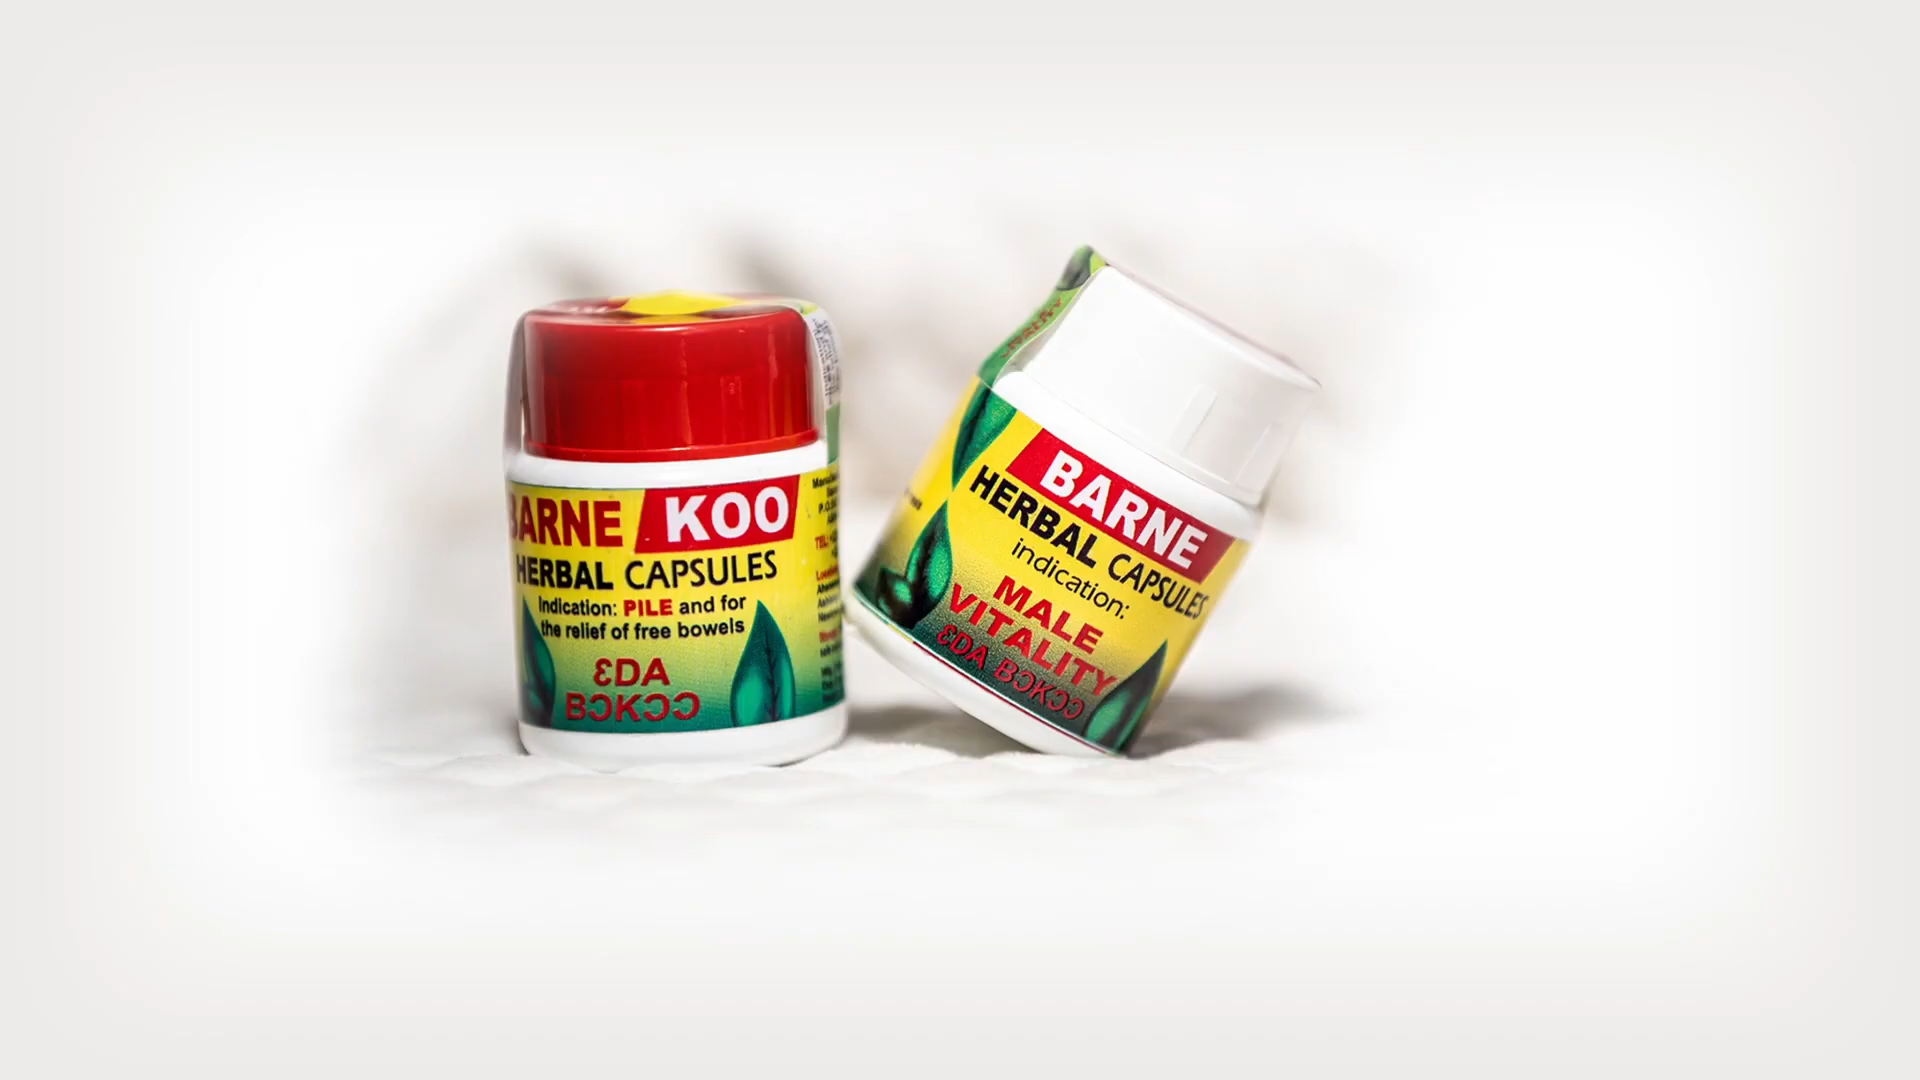 BARNE KOO
HERBAL CAPSULES
Indication: PILE and for
the relief of free bowels
ƐDA
BƆKƆƆ
BARNE
HERBAL CAPSULES
indication:
MALE
VITALITY
ƐDA BƆKƆƆ